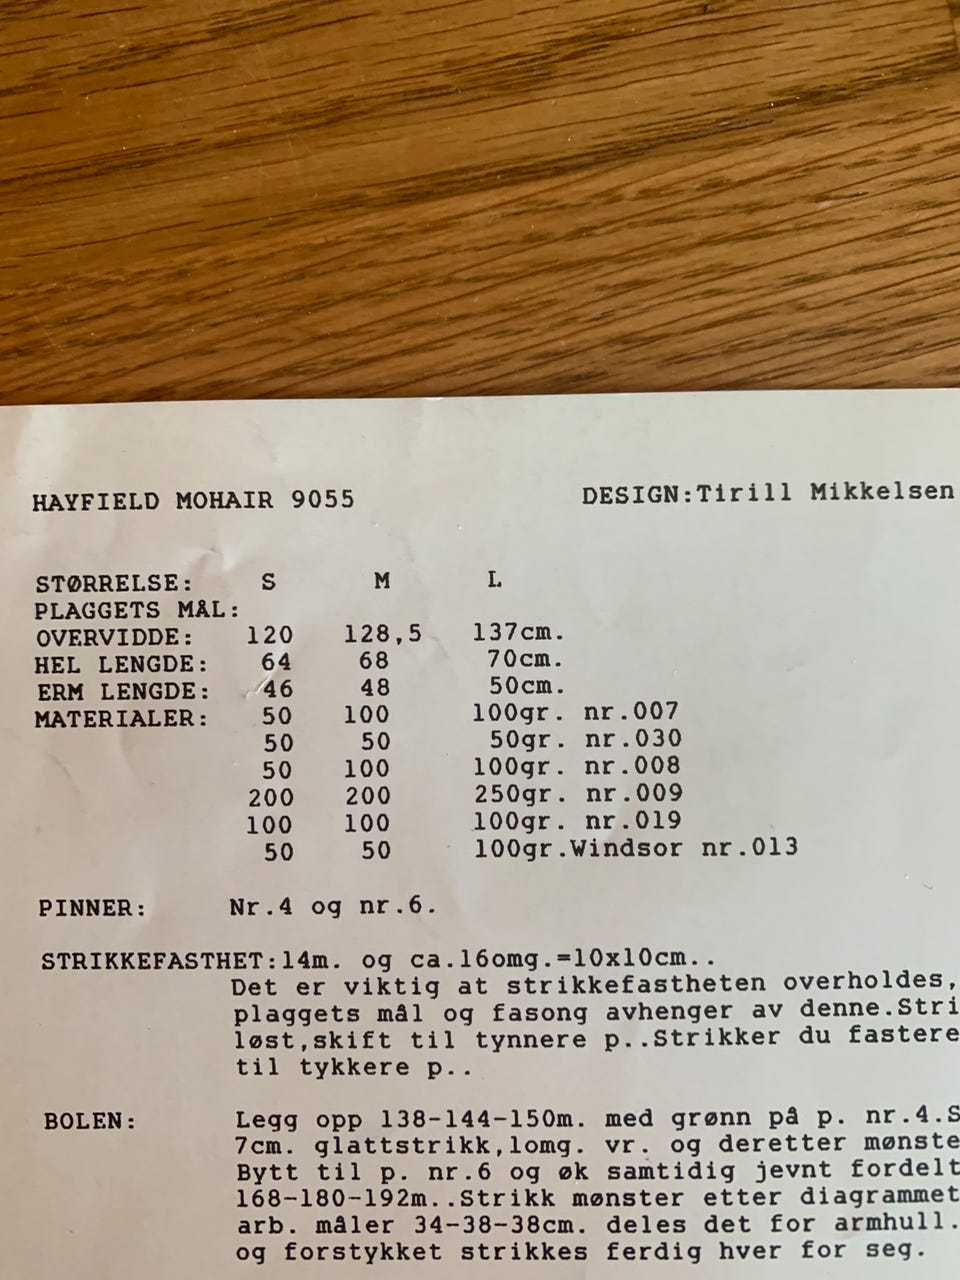 HAYFIELD MOHAIR 9055 DESIGN:Tirill Mikkelsen
STØRRELSE: S M L
PLAGGETS MÅL:
OVERVIDDE: 120 128,5 137cm.
HEL LENGDE: 64 68 70cm.
ERM LENGDE: 46 48 50cm.
MATERIALER: 50 100 100gr. nr.007
50 50 50gr. nr.030
50 100 100gr. nr.008
200 200 250gr. nr.009
100 100 100gr. nr.019
50 50 100gr.Windsor nr.013
PINNER: Nr.4 og nr.6.
STRIKKEFASTHET:14m. og ca.16omg.=10x10cm..
Det er viktig at strikkefastheten overholdes,
plaggets mål og fasong avhenger av denne.Stri
løst,skift til tynnere p..Strikker du fastere
til tykkere p..
BOLEN: Legg opp 138-144-150m. med grønn på p. nr.4.S
7cm. glattstrikk,1omg. vr. og deretter mønste
Bytt til p. nr.6 og øk samtidig jevnt fordelt
168-180-192m..Strikk mønster etter diagrammet
arb. måler 34-38-38cm. deles det for armhull.
og forstykket strikkes ferdig hver for seg.